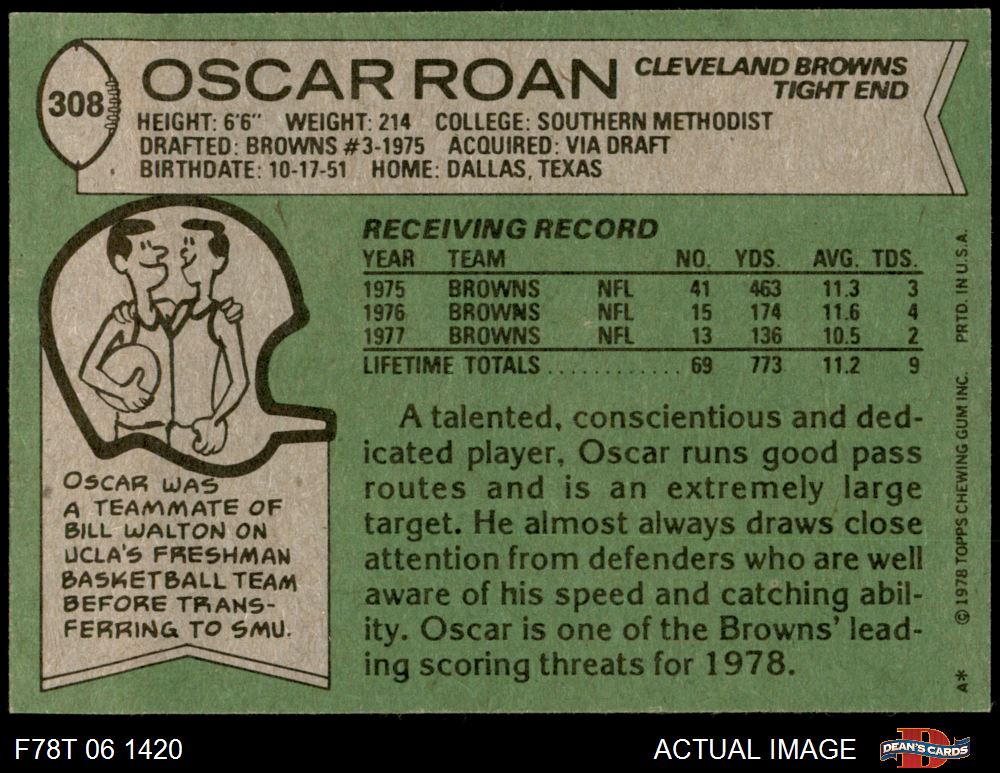 308
OSCAR ROAN
CLEVELAND BROWNS
TIGHT END
HEIGHT: 6'6" WEIGHT: 214 COLLEGE: SOUTHERN METHODIST
DRAFTED: BROWNS #3-1975 ACQUIRED: VIA DRAFT
BIRTHDATE: 10-17-51 HOME: DALLAS, TEXAS
OSCAR WAS
A TEAMMATE OF
BILL WALTON ON
UCLA'S FRESHMAN
BASKETBALL TEAM
BEFORE TRANS-
FERRING TO SMU.
RECEIVING RECORD
YEAR TEAM NO. YDS. AVG. TDS.
1975 BROWNS NFL 41 463 11.3 3
1976 BROWNS NFL 15 174 11.6 4
1977 BROWNS NFL 13 136 10.5 2
LIFETIME TOTALS ............ 69 773 11.2 9
A talented, conscientious and ded-
icated player, Oscar runs good pass
routes and is an extremely large
target. He almost always draws close
attention from defenders who are well
aware of his speed and catching abil-
ity. Oscar is one of the Browns' lead-
ing scoring threats for 1978.
A* © 1978 TOPPS CHEWING GUM INC. PRTD. IN U.S.A.
F78T 06 1420
ACTUAL IMAGE
DEAN'S CARDS